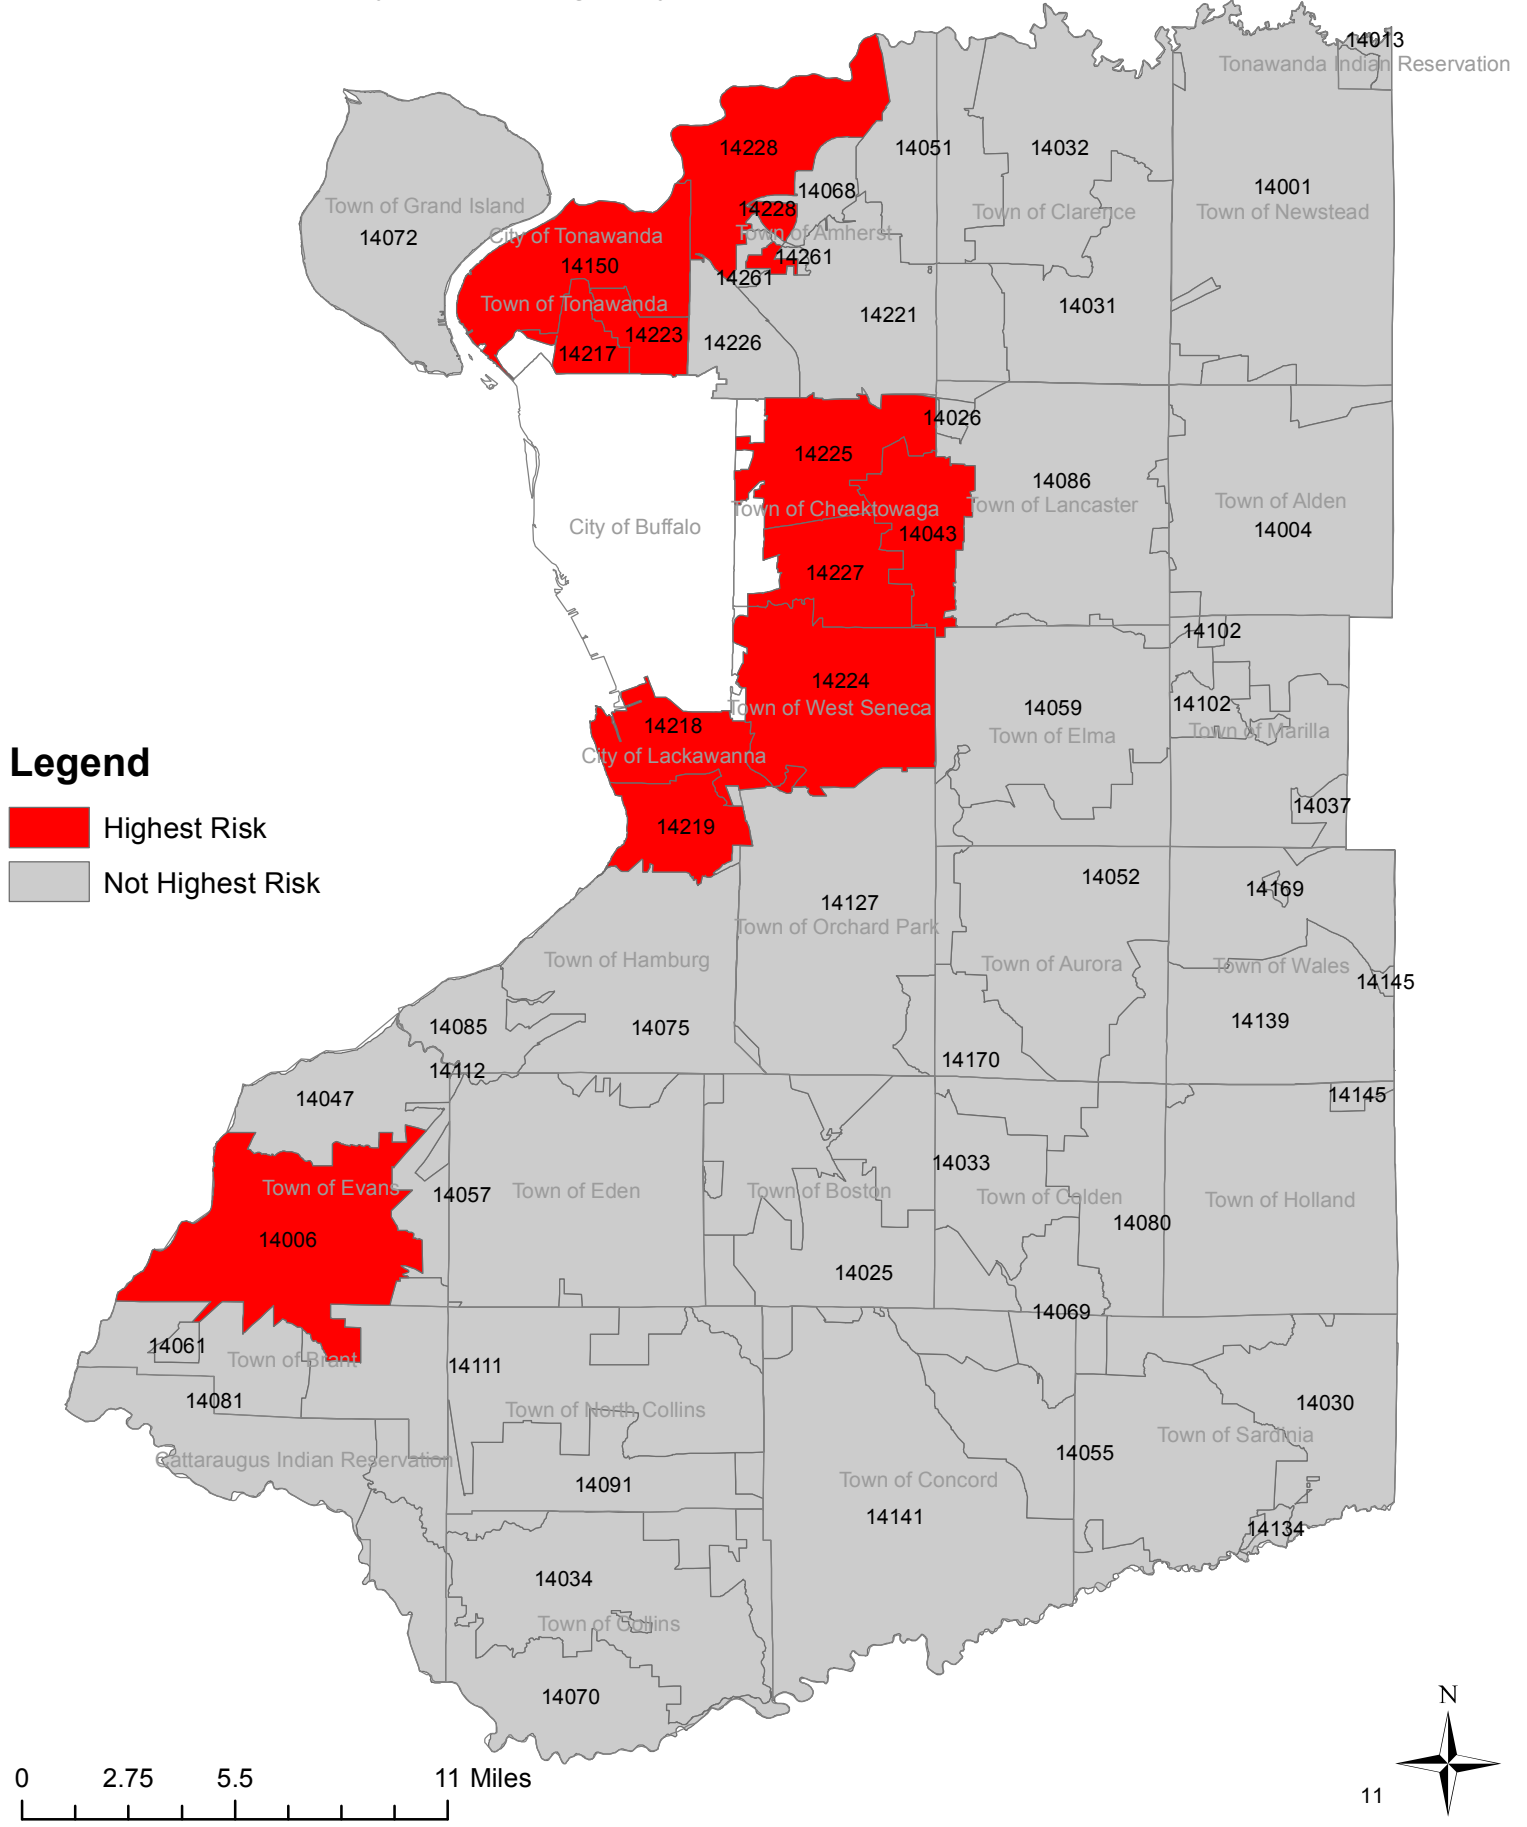 14013
Tonawanda Indian Reservation
14228
14051
14032
14068
14001
Town of Grand Island
14228
Town of Clarence
Town of Newstead
14072
City of Tonawanda
Town of Amherst
14150
14261
14261
Town of Tonawanda
14221
14031
14223
14226
14217
14026
14225
14086
Town of Cheektowaga
Town of Lancaster
Town of Alden
City of Buffalo
14043
14004
14227
14102
14224
14059
14102
Town of West Seneca
14218
Town of Elma
Town of Marilla
City of Lackawanna
Legend
Highest Risk
Not Highest Risk
14037
14219
14052
14169
14127
Town of Orchard Park
Town of Hamburg
Town of Aurora
Town of Wales
14145
14085
14075
14139
14170
14112
14047
14145
14033
Town of Evans
14057
Town of Eden
Town of Boston
Town of Colden
Town of Holland
14080
14006
14025
14069
14061
Town of Brant
14111
14081
Town of North Collins
14030
Town of Sardinia
Cattaraugus Indian Reservation
14055
14091
Town of Concord
14141
14134
14034
Town of Collins
14070
N
0 2.75 5.5 11 Miles
11